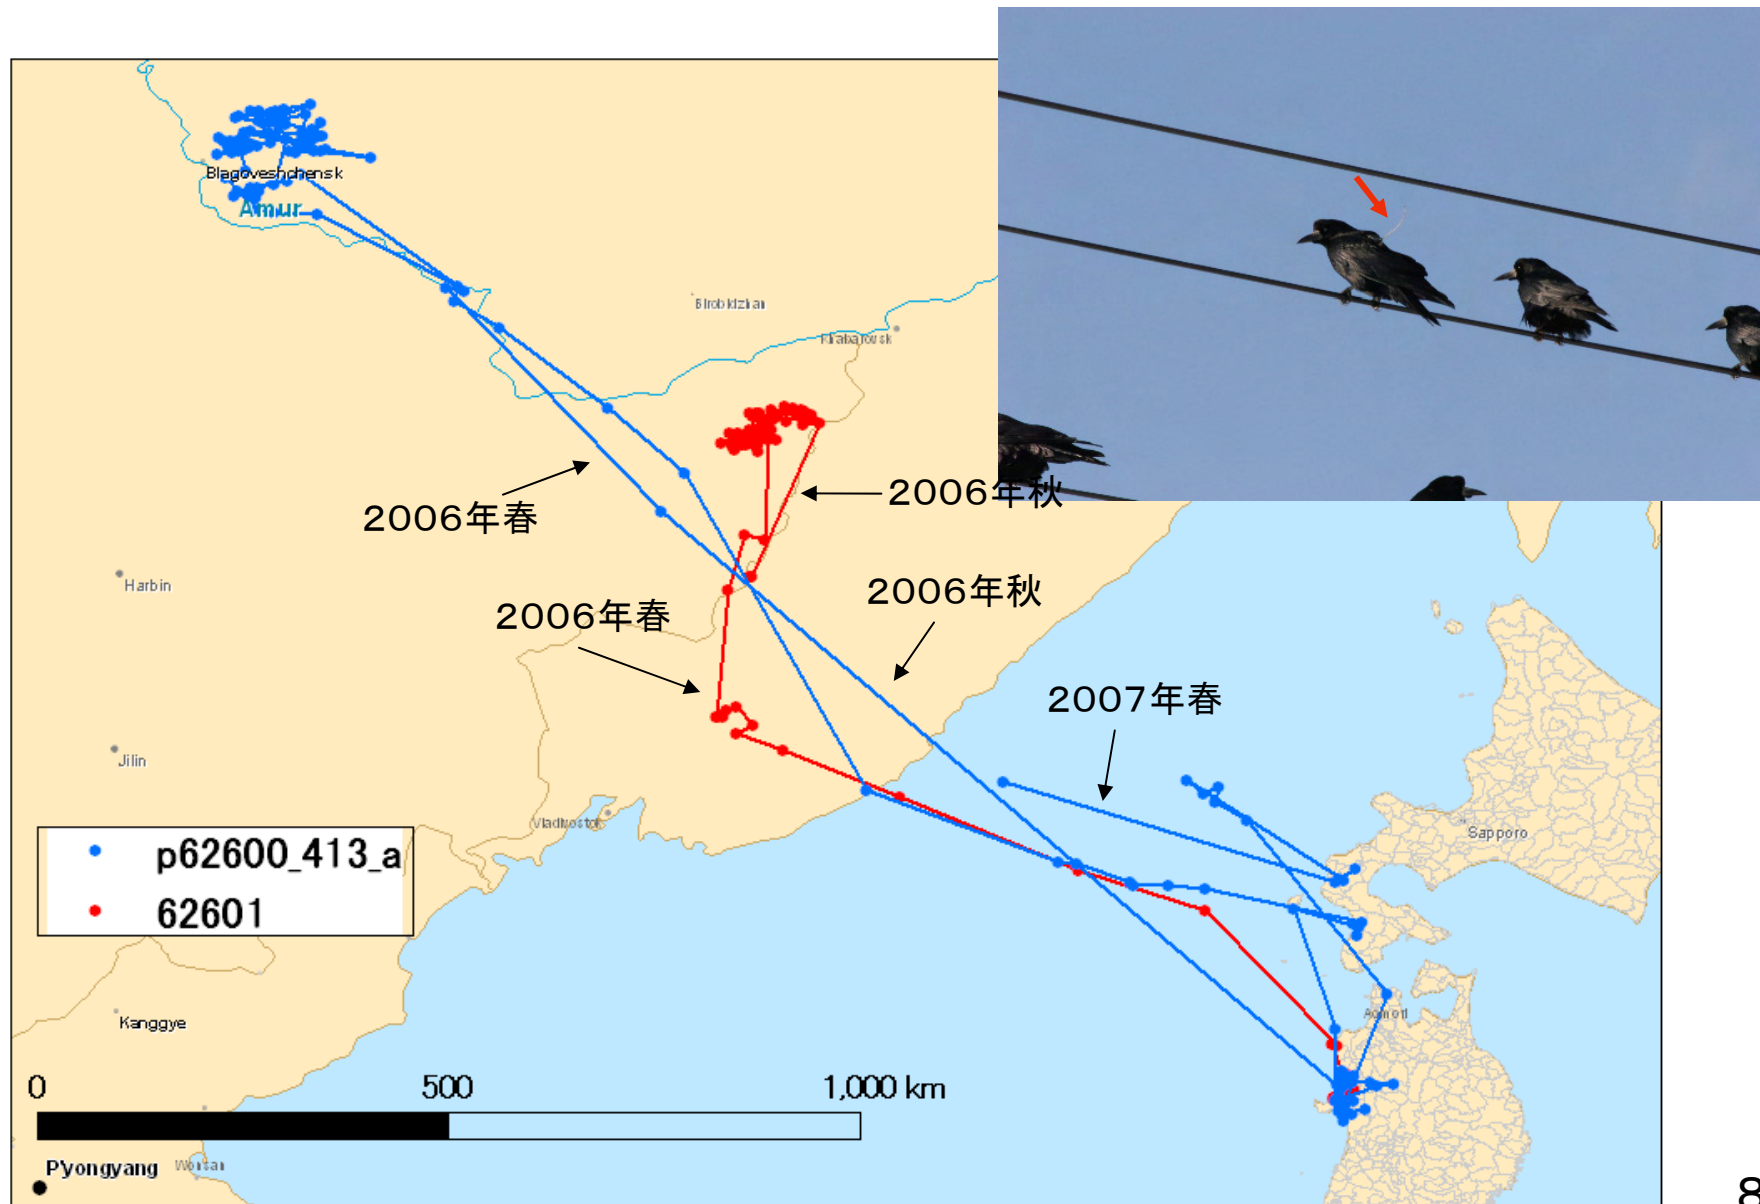 Blagoveshchensk
Amur
Birobidzhan
Khabarovsk
2006年春
2006年秋
Harbin
2006年秋
2006年春
2007年春
Jilin
Vladivostok
Sapporo
p62600_413_a
62601
Aomori
Kanggye
0 500 1,000 km
P'yongyang
Wonsan
8